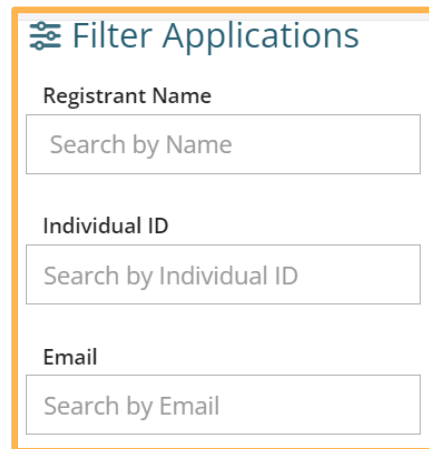 Filter Applications
Registrant Name
Search by Name
Individual ID
Search by Individual ID
Email
Search by Email